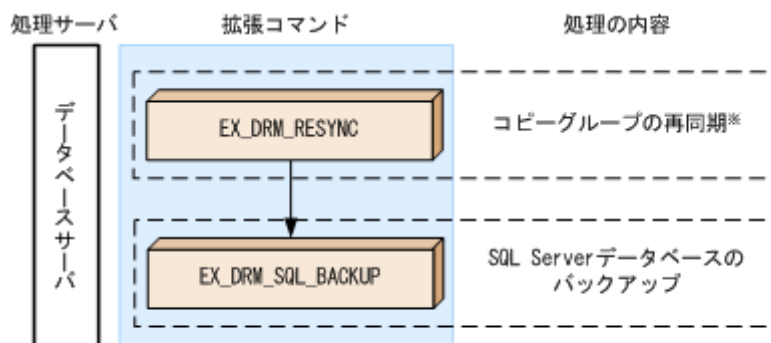 処理サーバ 拡張コマンド 処理の内容
データベースサーバ
EX_DRM_RESYNC
コピーグループの再同期※
EX_DRM_SQL_BACKUP
SQL Serverデータベースの
バックアップ